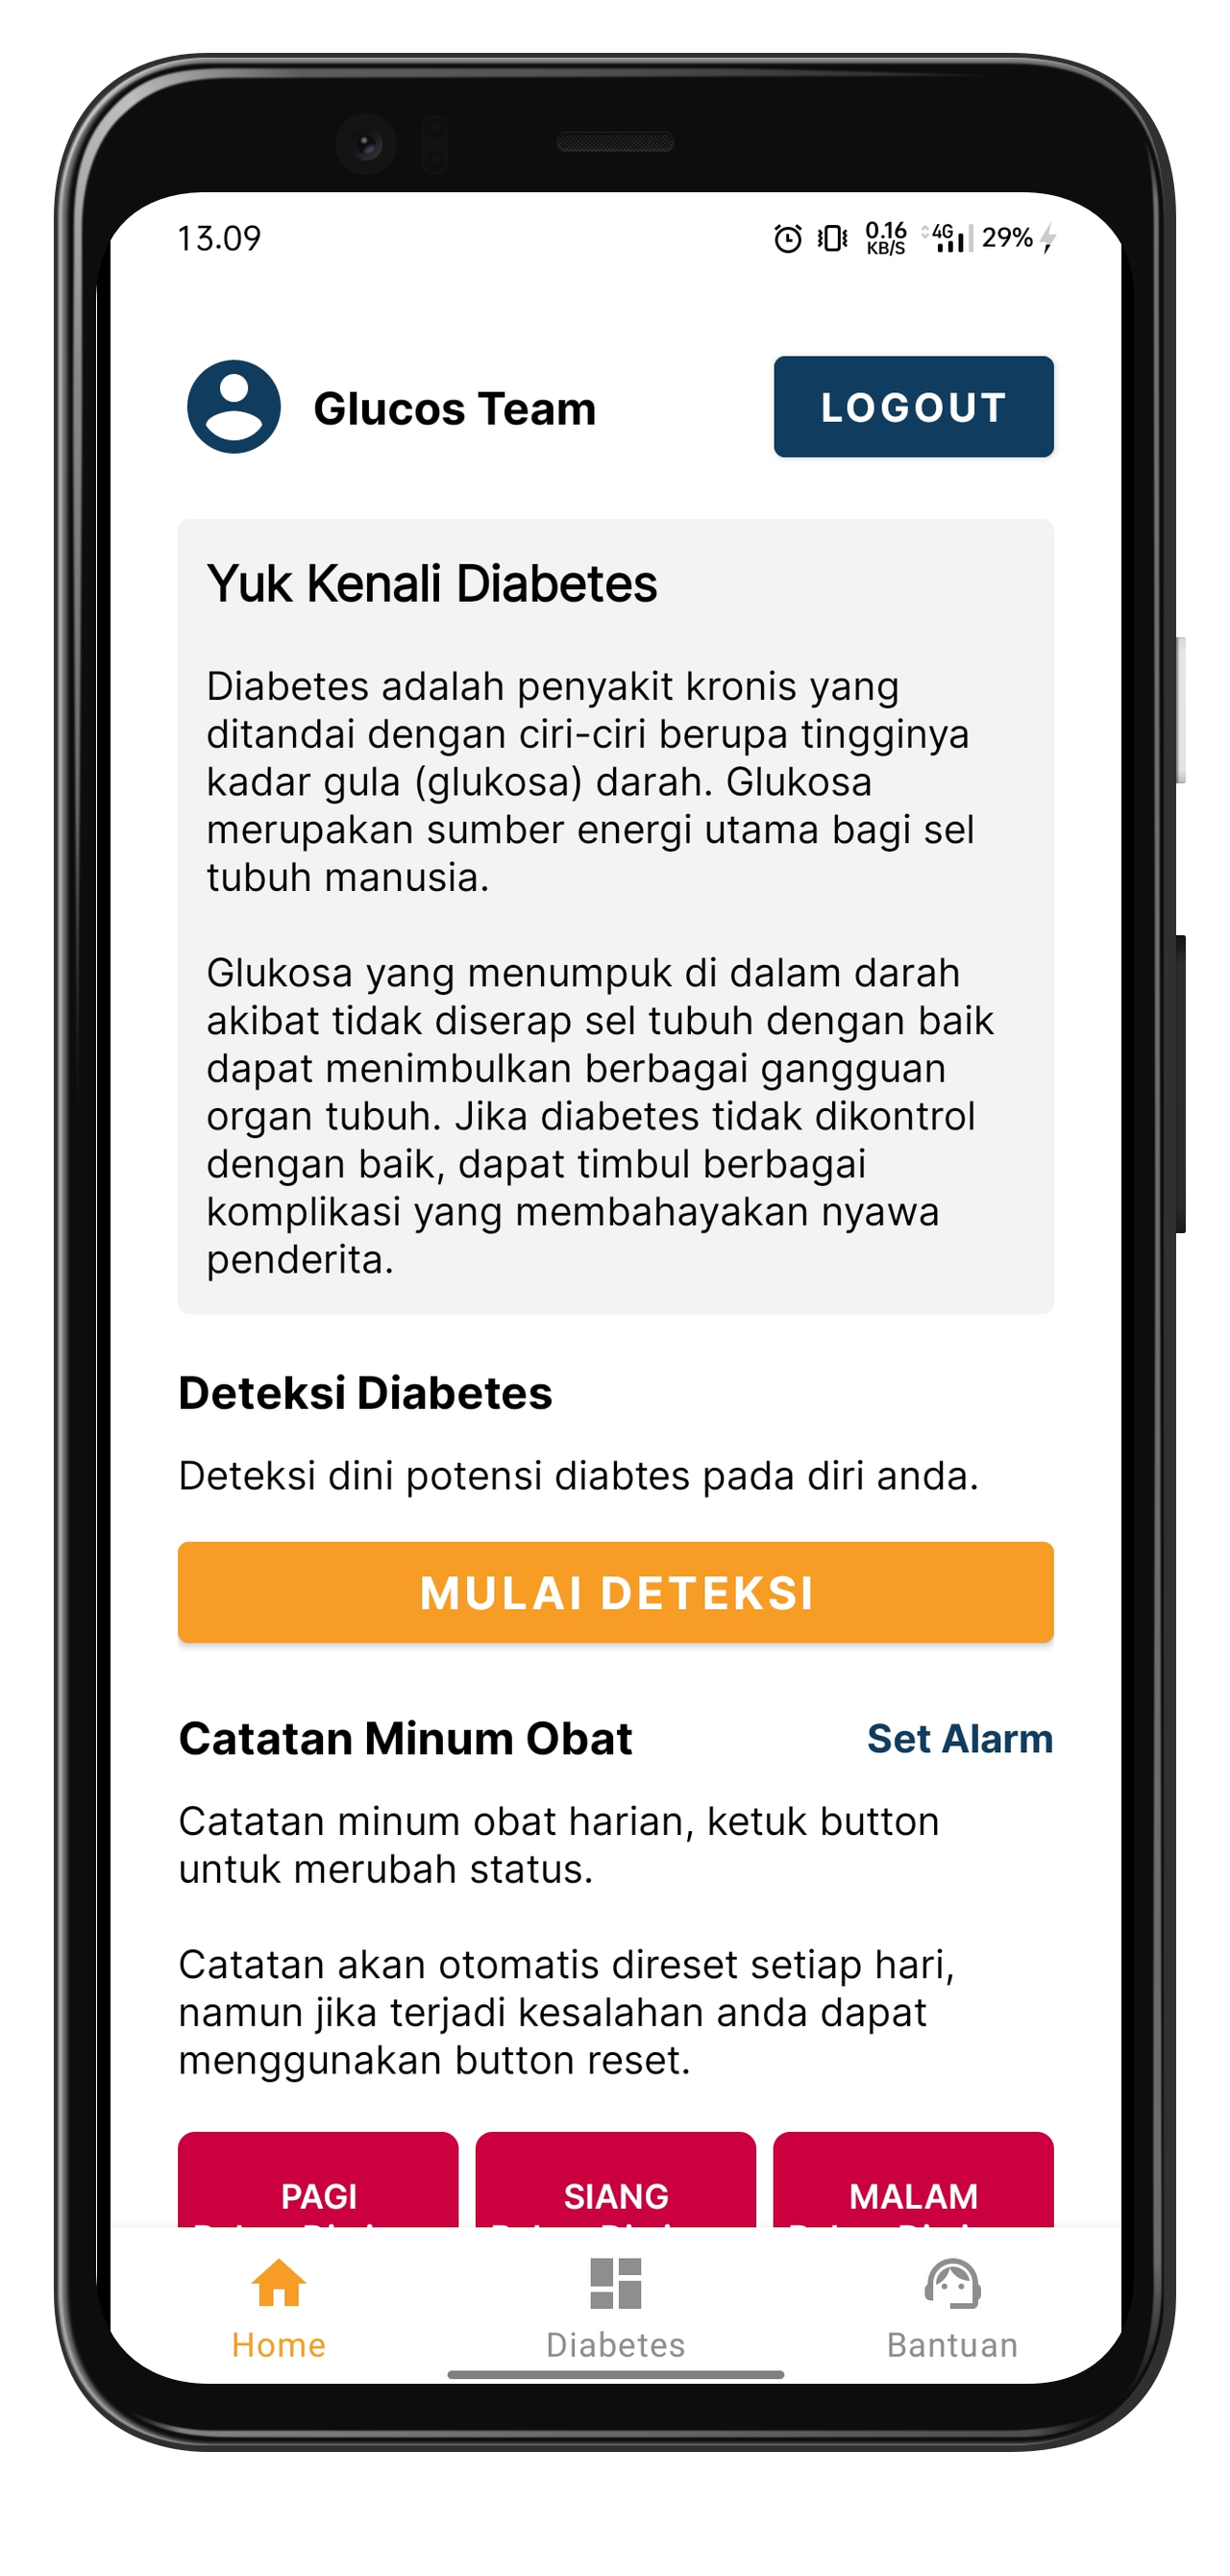 13.09
0.16
KB/S
4G
29%
Glucos Team
LOGOUT
Yuk Kenali Diabetes
Diabetes adalah penyakit kronis yang
ditandai dengan ciri-ciri berupa tingginya
kadar gula (glukosa) darah. Glukosa
merupakan sumber energi utama bagi sel
tubuh manusia.
Glukosa yang menumpuk di dalam darah
akibat tidak diserap sel tubuh dengan baik
dapat menimbulkan berbagai gangguan
organ tubuh. Jika diabetes tidak dikontrol
dengan baik, dapat timbul berbagai
komplikasi yang membahayakan nyawa
penderita.
Deteksi Diabetes
Deteksi dini potensi diabtes pada diri anda.
MULAI DETEKSI
Catatan Minum Obat
Set Alarm
Catatan minum obat harian, ketuk button
untuk merubah status.
Catatan akan otomatis direset setiap hari,
namun jika terjadi kesalahan anda dapat
menggunakan button reset.
PAGI
SIANG
MALAM
Home
Diabetes
Bantuan